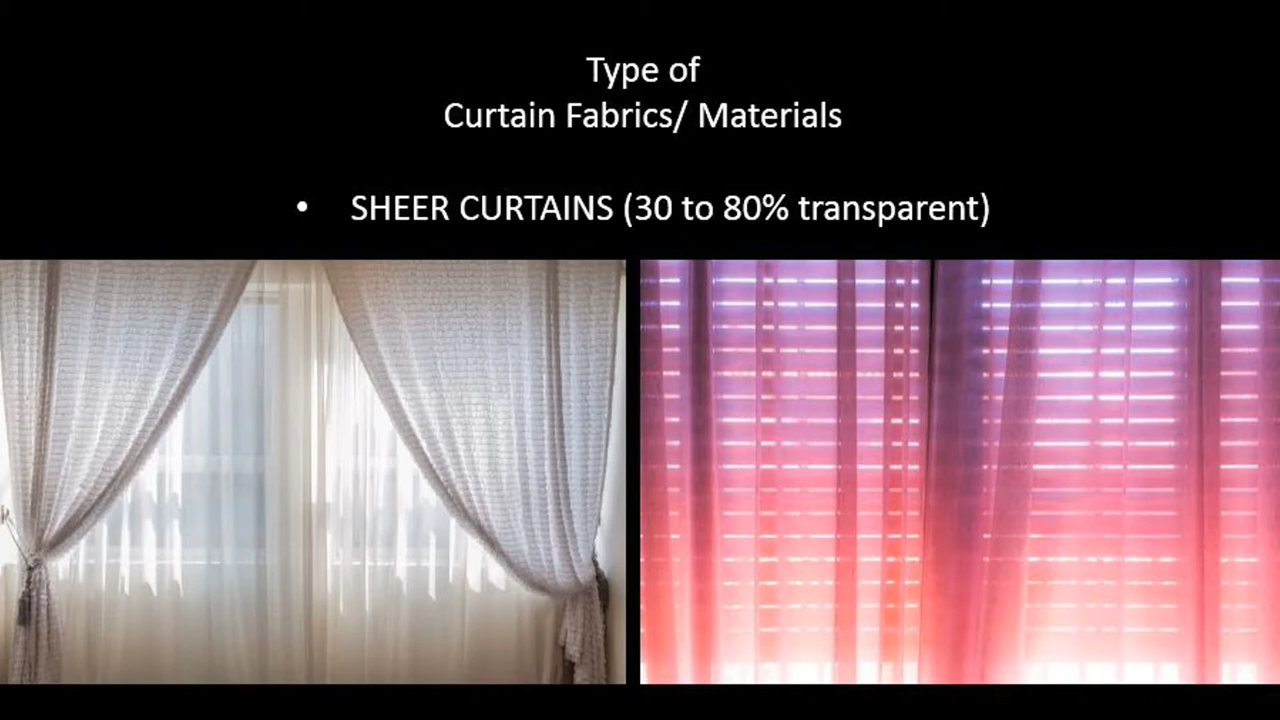 Type of
Curtain Fabrics/ Materials
• SHEER CURTAINS (30 to 80% transparent)